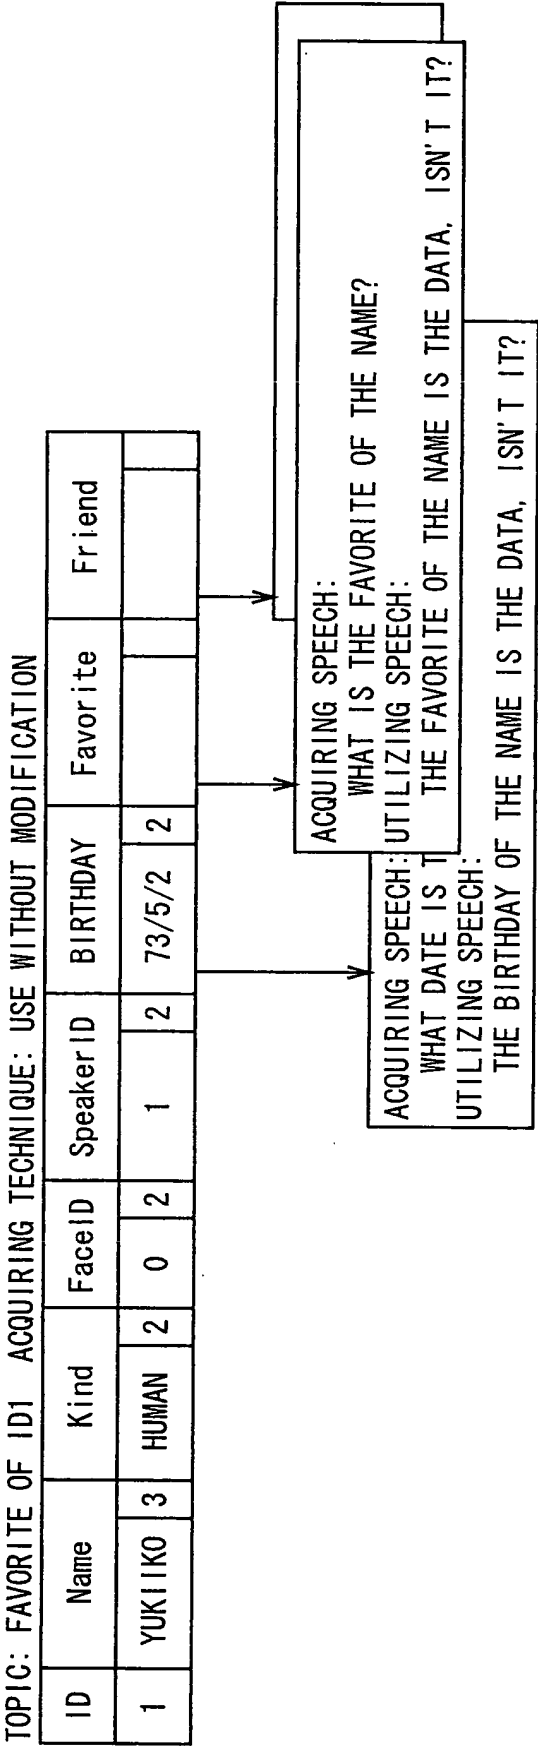 TOPIC: FAVORITE OF ID1 ACQUIRING TECHNIQUE: USE WITHOUT MODIFICATION
ID Name Kind FaceID SpeakerID BIRTHDAY Favorite Friend
1 YUKIIKO 3 HUMAN 2 0 2 1 2 73/5/2 2
ACQUIRING SPEECH:
WHAT IS THE FAVORITE OF THE NAME?
UTILIZING SPEECH:
THE FAVORITE OF THE NAME IS THE DATA, ISN'T IT?
ACQUIRING SPEECH:
WHAT DATE IS T
UTILIZING SPEECH:
THE BIRTHDAY OF THE NAME IS THE DATA, ISN'T IT?